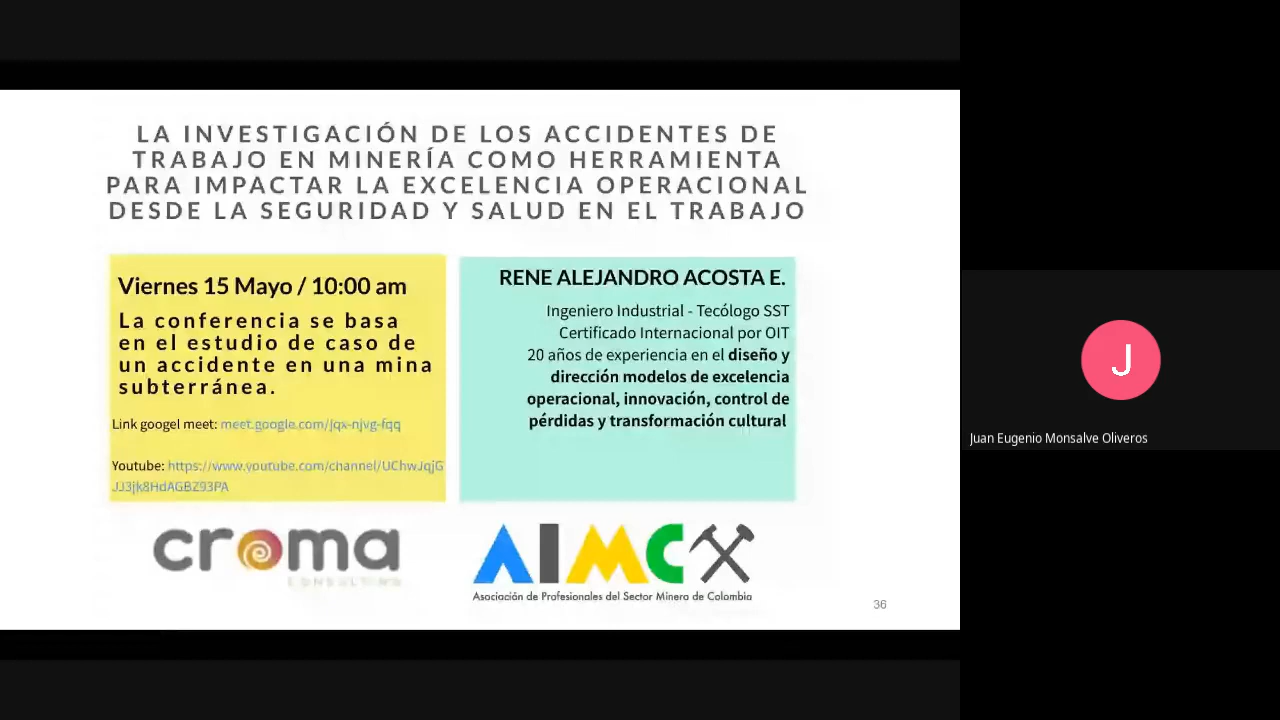 LA INVESTIGACIÓN DE LOS ACCIDENTES DE
TRABAJO EN MINERÍA COMO HERRAMIENTA
PARA IMPACTAR LA EXCELENCIA OPERACIONAL
DESDE LA SEGURIDAD Y SALUD EN EL TRABAJO
Viernes 15 Mayo / 10:00 am
La conferencia se basa
en el estudio de caso de
un accidente en una mina
subterránea.
Link googel meet: meet.google.com/jqx-njvg-fqq
Youtube: https://www.youtube.com/channel/UChwJqjG
JJ3jk8HdAGBZ93PA
RENE ALEJANDRO ACOSTA E.
Ingeniero Industrial - Tecólogo SST
Certificado Internacional por OIT
20 años de experiencia en el diseño y
dirección modelos de excelencia
operacional, innovación, control de
pérdidas y transformación cultural
croma
CONSULTING
AIMC
Asociación de Profesionales del Sector Minero de Colombia
36
J
Juan Eugenio Monsalve Oliveros